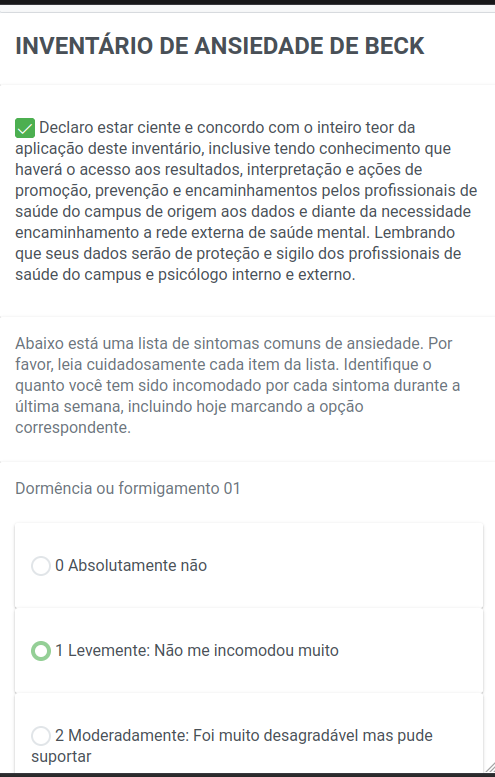 INVENTÁRIO DE ANSIEDADE DE BECK
Declaro estar ciente e concordo com o inteiro teor da
aplicação deste inventário, inclusive tendo conhecimento que
haverá o acesso aos resultados, interpretação e ações de
promoção, prevenção e encaminhamentos pelos profissionais de
saúde do campus de origem aos dados e diante da necessidade
encaminhamento a rede externa de saúde mental. Lembrando
que seus dados serão de proteção e sigilo dos profissionais de
saúde do campus e psicólogo interno e externo.
Abaixo está uma lista de sintomas comuns de ansiedade. Por
favor, leia cuidadosamente cada item da lista. Identifique o
quanto você tem sido incomodado por cada sintoma durante a
última semana, incluindo hoje marcando a opção
correspondente.
Dormência ou formigamento 01
0 Absolutamente não
1 Levemente: Não me incomodou muito
2 Moderadamente: Foi muito desagradável mas pude
suportar